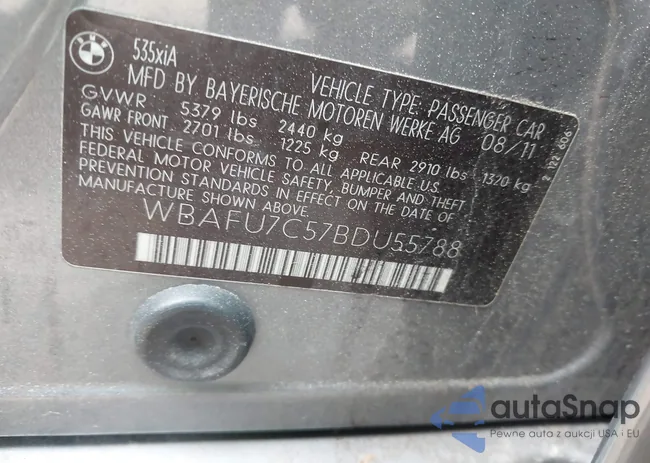 BMW
535xiA
VEHICLE TYPE: PASSENGER CAR
MFD BY BAYERISCHE MOTOREN WERKE AG 08/11
GVWR 5379 lbs 2440 kg
GAWR FRONT 2701 lbs 1225 kg REAR 2910 lbs 1320 kg
THIS VEHICLE CONFORMS TO ALL APPLICABLE U.S.
FEDERAL MOTOR VEHICLE SAFETY, BUMPER AND THEFT
PREVENTION STANDARDS IN EFFECT ON THE DATE OF
MANUFACTURE SHOWN ABOVE.
WBAFU7C57BDU55788
autaSnap
Pewne auta z aukcji USA i EU